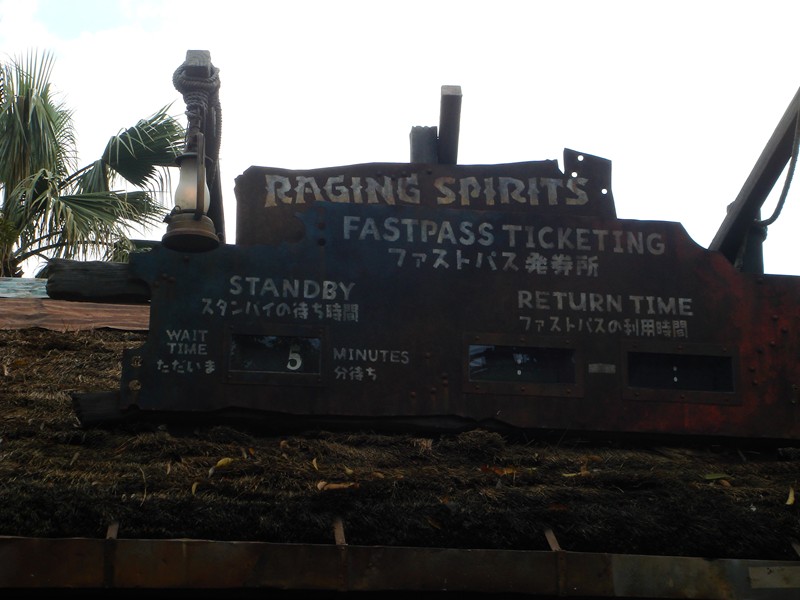 RAGING SPIRITS
FASTPASS TICKETING
ファストパス発券所
STANDBY
スタンバイの待ち時間
RETURN TIME
ファストパスの利用時間
WAIT
TIME
ただいま
5
MINUTES
分待ち
:
: